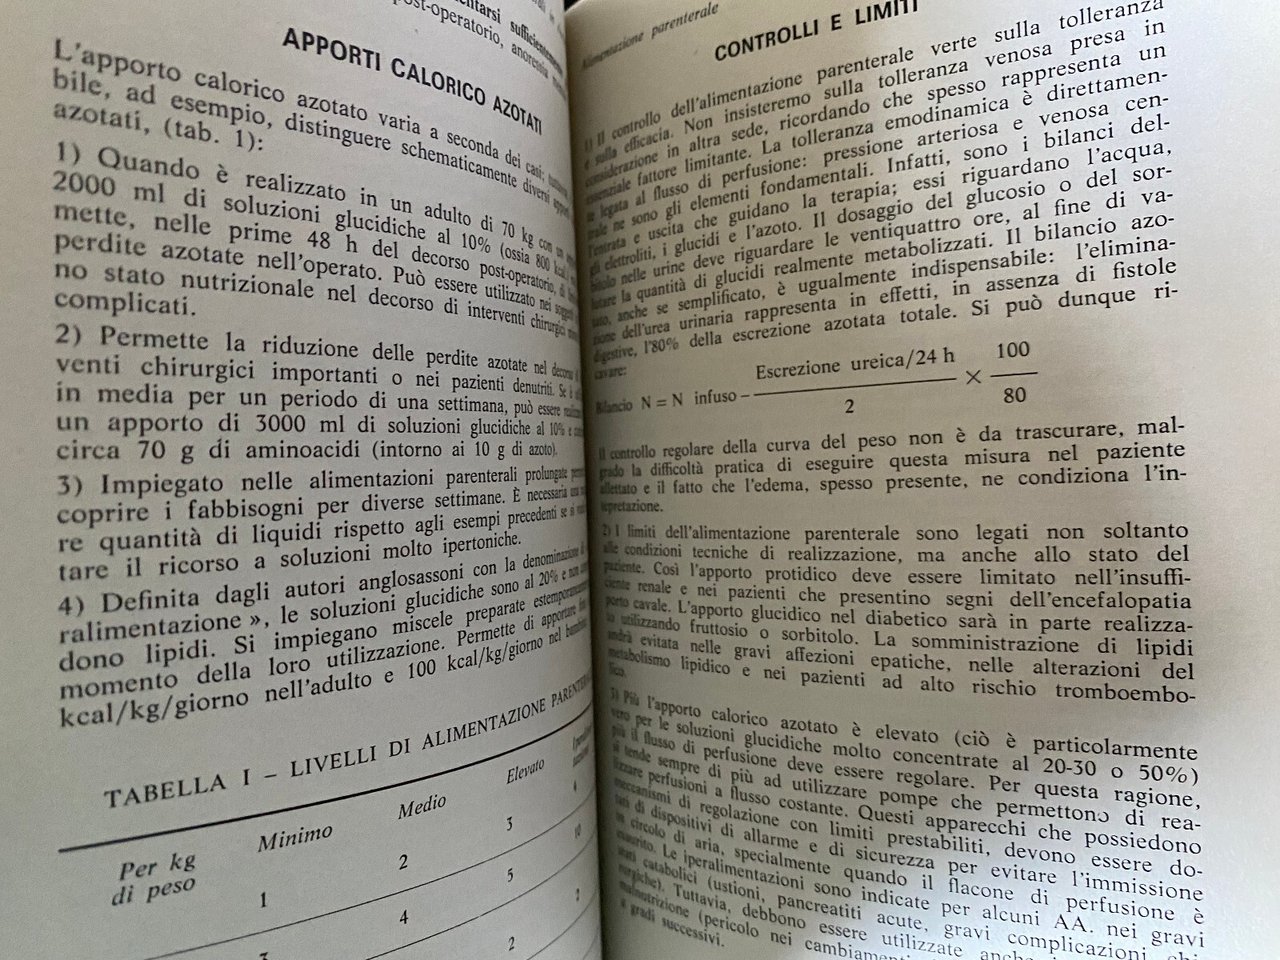 post-operatorio, anoressia
APPORTI CALORICO AZOTATI
L'apporto calorico azotato varia a seconda dei casi:
bile, ad esempio, distinguere schematicamente diversi
azotati, (tab. 1):
1) Quando è realizzato in un adulto di 70 kg con un
2000 ml di soluzioni glucidiche al 10% (ossia 800 kcal)
mette, nelle prime 48 h del decorso post-operatorio, di
perdite azotate nell'operato. Può essere utilizzato nei soggetti
no stato nutrizionale nel decorso di interventi chirurgici
complicati.
2) Permette la riduzione delle perdite azotate nel decorso
venti chirurgici importanti o nei pazienti denutriti. Se è
in media per un periodo di una settimana, può essere
un apporto di 3000 ml di soluzioni glucidiche al 10% e
circa 70 g di aminoacidi (intorno ai 10 g di azoto).
3) Impiegato nelle alimentazioni parenterali prolungate
coprire i fabbisogni per diverse settimane. È necessaria
re quantità di liquidi rispetto agli esempi precedenti se si
tare il ricorso a soluzioni molto ipertoniche.
4) Definita dagli autori anglosassoni con la denominazione
ralimentazione », le soluzioni glucidiche sono al 20% e non
dono lipidi. Si impiegano miscele preparate
momento della loro utilizzazione. Permette di apportare
kcal/kg/giorno nell'adulto e 100 kcal/kg/giorno nel bambino
TABELLA I – LIVELLI DI ALIMENTAZIONE
Per kg
di peso
Minimo
Medio
Elevato
1
2
3
4
3
4
5
10
2
2
Alimentazione parenterale
CONTROLLI E LIMITI
1) Il controllo dell'alimentazione parenterale verte sulla tolleranza
e sulla efficacia. Non insisteremo sulla tolleranza venosa presa in
considerazione in altra sede, ricordando che spesso rappresenta un
essenziale fattore limitante. La tolleranza emodinamica è direttamen-
te legata al flusso di perfusione: pressione arteriosa e venosa cen-
trale ne sono gli elementi fondamentali. Infatti, sono i bilanci del-
l'entrata e uscita che guidano la terapia; essi riguardano l'acqua,
gli elettroliti, i glucidi e l'azoto. Il dosaggio del glucosio o del sor-
bitolo nelle urine deve riguardare le ventiquattro ore, al fine di va-
lutare la quantità di glucidi realmente metabolizzati. Il bilancio azo-
tato, anche se semplificato, è ugualmente indispensabile: l'elimina-
zione dell'urea urinaria rappresenta in effetti, in assenza di fistole
digestive, l'80% della escrezione azotata totale. Si può dunque ri-
cavare:
Bilancio N = N infuso – Escrezione ureica/24 h / 2 × 100 / 80
Il controllo regolare della curva del peso non è da trascurare, mal-
grado la difficoltà pratica di eseguire questa misura nel paziente
allettato e il fatto che l'edema, spesso presente, ne condiziona l'in-
terpretazione.
2) I limiti dell'alimentazione parenterale sono legati non soltanto
alle condizioni tecniche di realizzazione, ma anche allo stato del
paziente. Così l'apporto protidico deve essere limitato nell'insuffi-
ciente renale e nei pazienti che presentino segni dell'encefalopatia
porto cavale. L'apporto glucidico nel diabetico sarà in parte realizza-
to utilizzando fruttosio o sorbitolo. La somministrazione di lipidi
andrà evitata nelle gravi affezioni epatiche, nelle alterazioni del
metabolismo lipidico e nei pazienti ad alto rischio tromboembo-
lico.
3) Più l'apporto calorico azotato è elevato (ciò è particolarmente
vero per le soluzioni glucidiche molto concentrate al 20-30 o 50%)
più il flusso di perfusione deve essere regolare. Per questa ragione,
si tende sempre di più ad utilizzare pompe che permettono di rea-
lizzare perfusioni a flusso costante. Questi apparecchi che possiedono
meccanismi di regolazione con limiti prestabiliti, devono essere do-
tati di dispositivi di allarme e di sicurezza per evitare l'immissione
in circolo di aria, specialmente quando il flacone di perfusione è
esaurito. Le iperalimentazioni sono indicate per alcuni AA. nei gravi
stati catabolici (ustioni, pancreatiti acute, gravi complicazioni chi-
rurgiche). Tuttavia, debbono essere utilizzate
malnutrizione (pericolo nei cambiamenti
a gradi successivi.